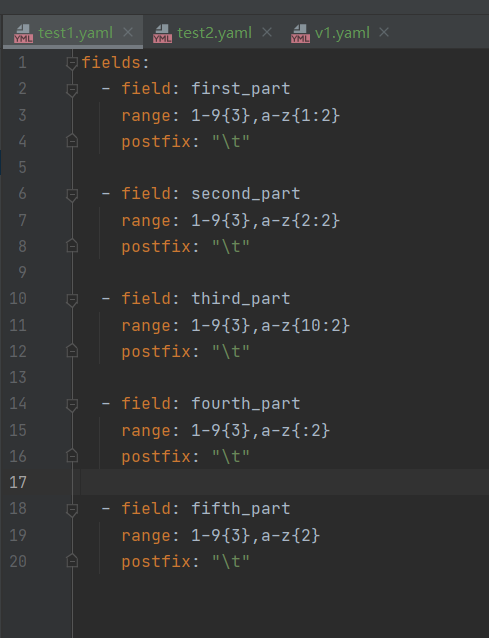 test1.yaml test2.yaml v1.yaml
1 fields:
2 - field: first_part
3 range: 1-9{3},a-z{1:2}
4 postfix: "\t"
5
6 - field: second_part
7 range: 1-9{3},a-z{2:2}
8 postfix: "\t"
9
10 - field: third_part
11 range: 1-9{3},a-z{10:2}
12 postfix: "\t"
13
14 - field: fourth_part
15 range: 1-9{3},a-z{:2}
16 postfix: "\t"
17
18 - field: fifth_part
19 range: 1-9{3},a-z{2}
20 postfix: "\t"